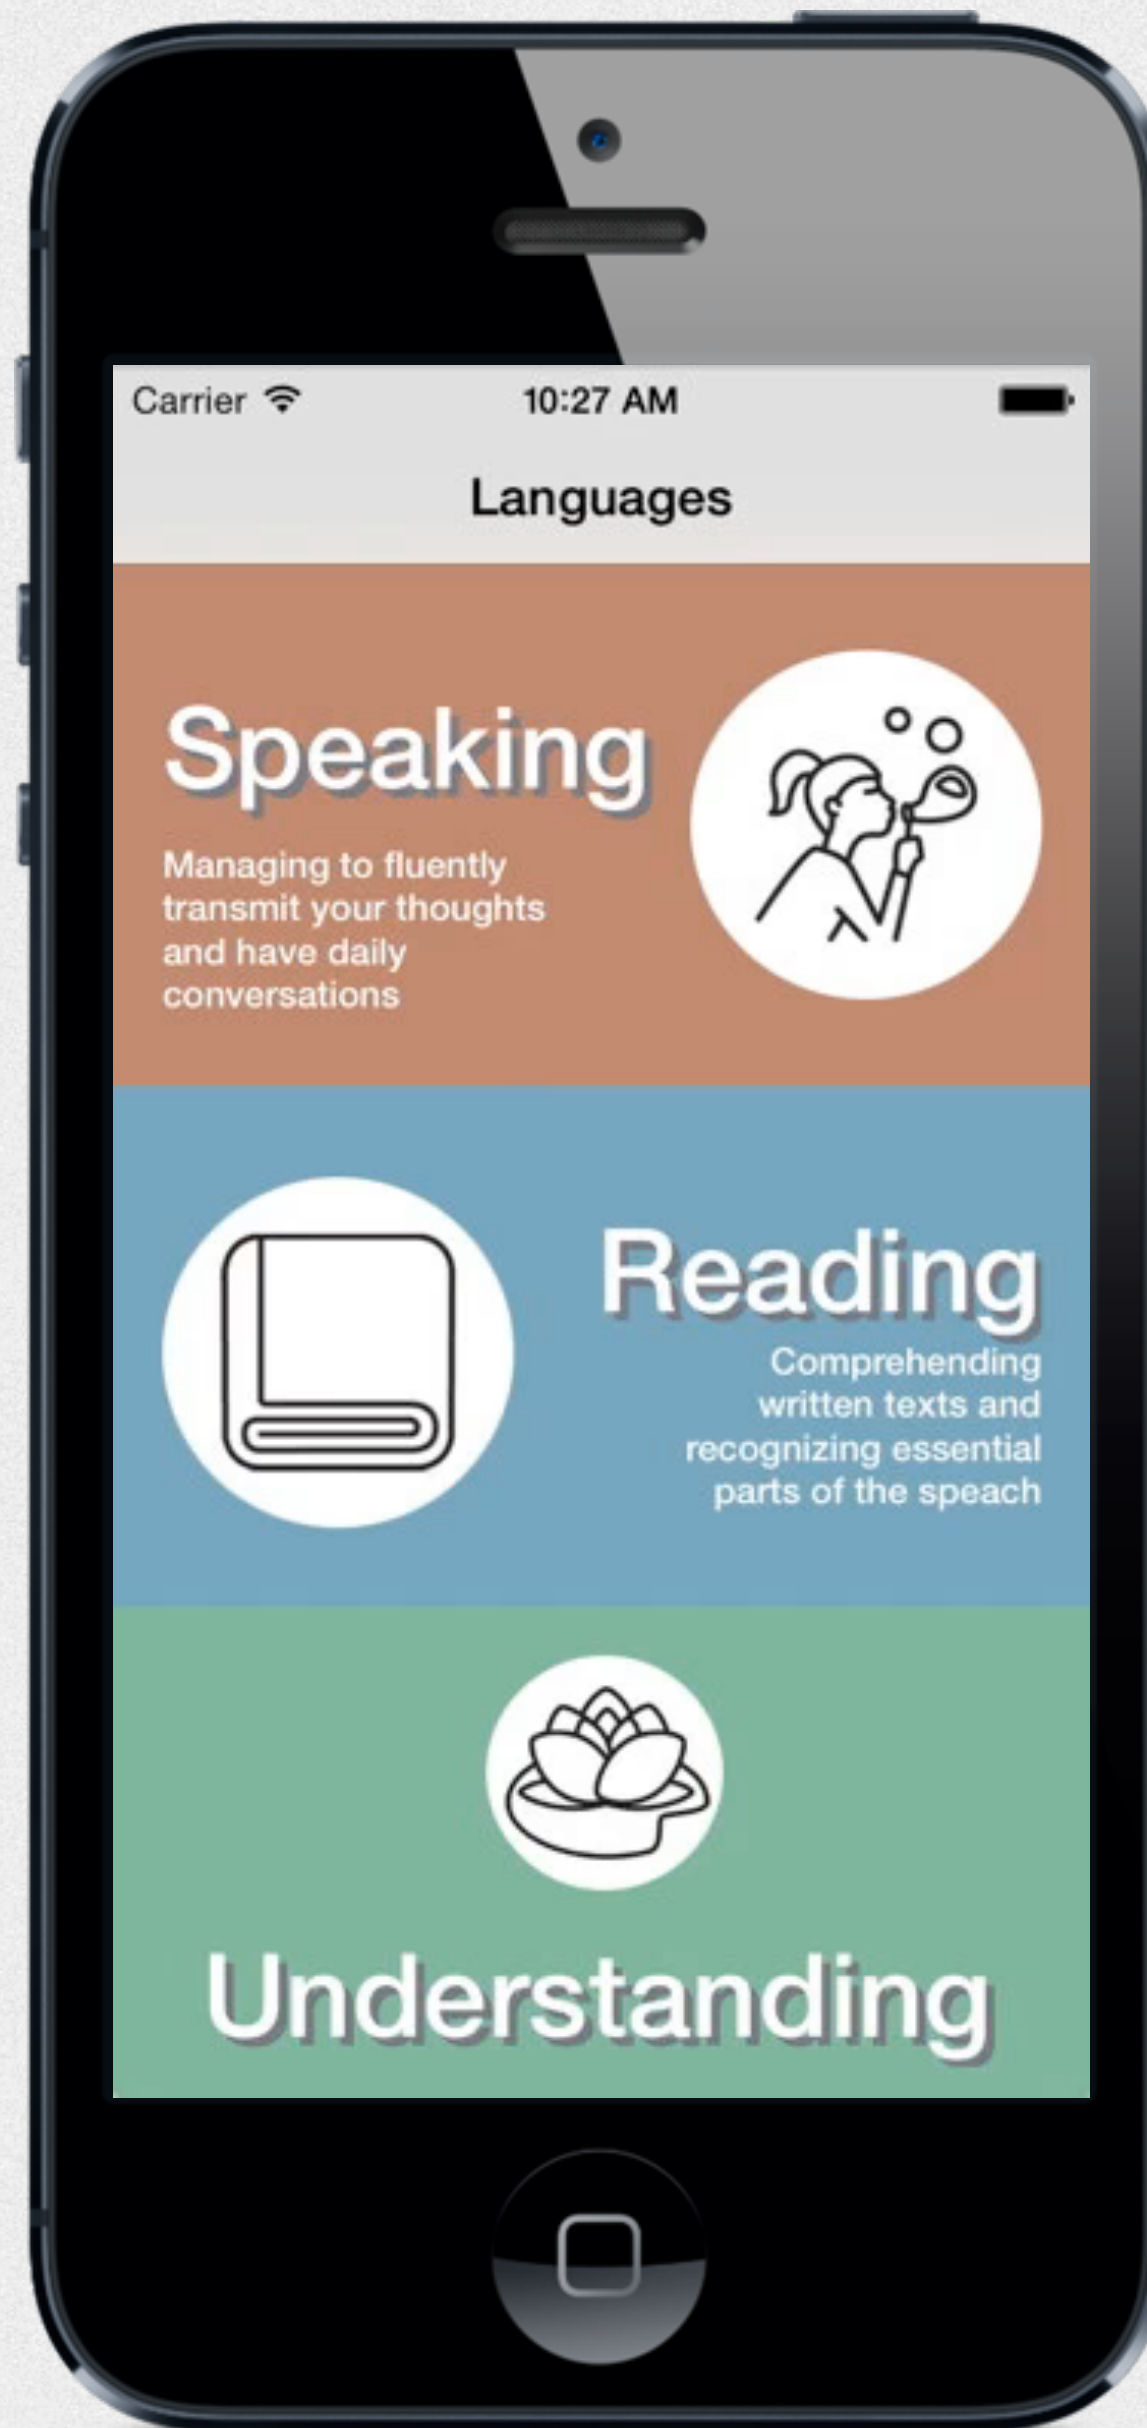 Carrier 10:27 AM
Languages
Speaking
Managing to fluently
transmit your thoughts
and have daily
conversations
Reading
Comprehending
written texts and
recognizing essential
parts of the speach
Understanding